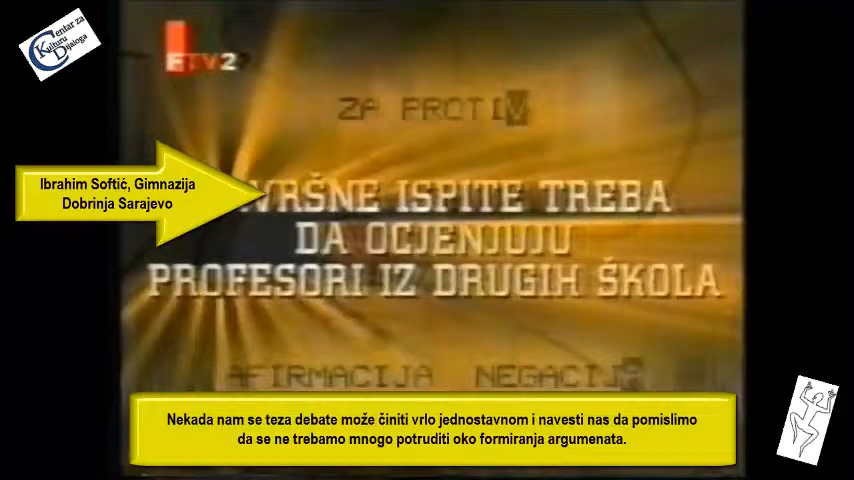 Centar za
Kulturu
Dijaloga
FTV2
ZA PROTIV
VRŠNE ISPITE TREBA
DA OCJENJUJU
PROFESORI IZ DRUGIH ŠKOLA
Ibrahim Softić, Gimnazija
Dobrinja Sarajevo
AFIRMACIJA NEGACIJA
Nekada nam se teza debate može činiti vrlo jednostavnom i navesti nas da pomislimo
da se ne trebamo mnogo potruditi oko formiranja argumenata.